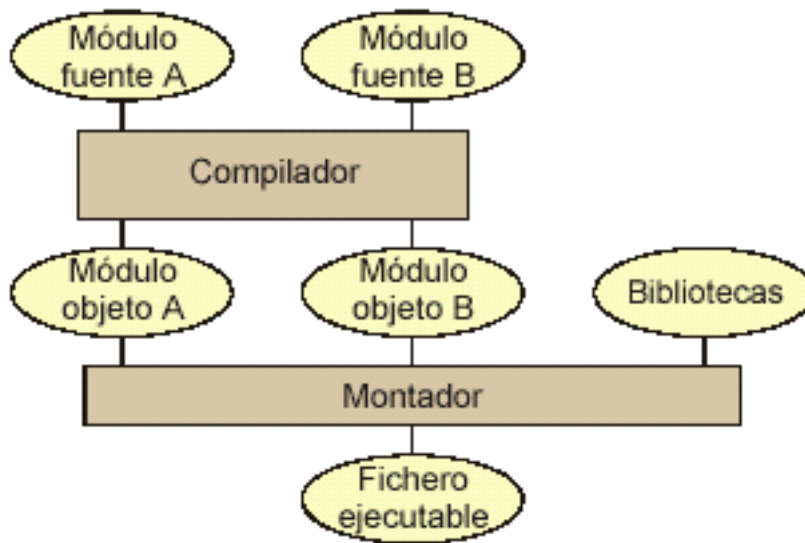 Módulo
fuente A
Módulo
fuente B
Compilador
Módulo
objeto A
Módulo
objeto B
Bibliotecas
Montador
Fichero
ejecutable